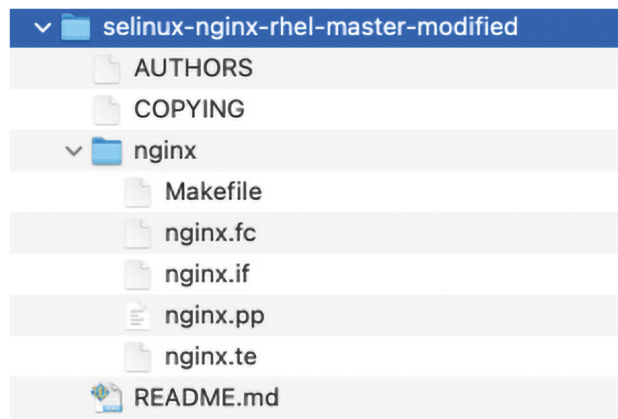 selinux-nginx-rhel-master-modified
AUTHORS
COPYING
nginx
Makefile
nginx.fc
nginx.if
nginx.pp
nginx.te
README.md